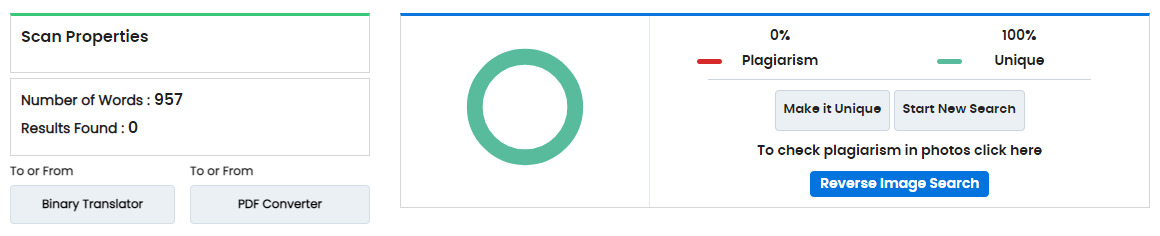 Scan Properties
Number of Words : 957
Results Found : 0
To or From
To or From
Binary Translator
PDF Converter
0%
100%
Plagiarism
Unique
Make it Unique
Start New Search
To check plagiarism in photos click here
Reverse Image Search